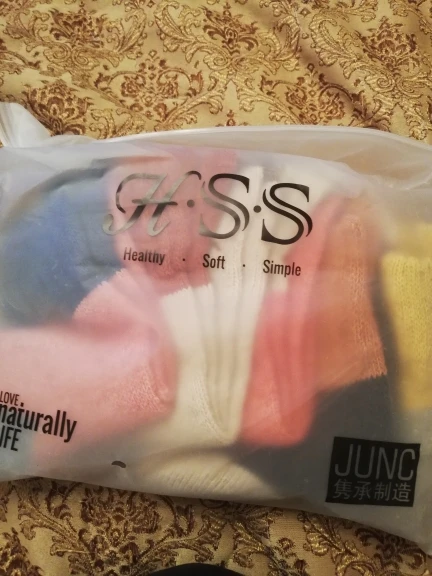 H·S·S
Healthy · Soft · Simple
LOVE
naturally
IFE
JUNC
隽承制造